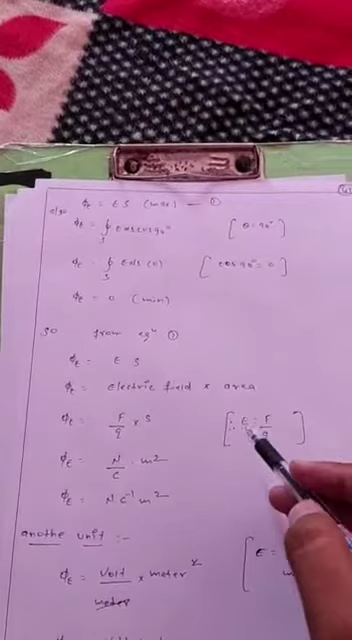 ϕE = ES (max) — ①
also ϕE = ∮S E ds cos 90° [θ = 90°]
ϕE = ∮S E ds (0) [cos 90° = 0]
ϕE = 0 (min)
so from eqn ①
ϕE = E S
ϕE = electric field × area
ϕE = F/q × S [∵ E = F/q]
ϕE = N/C · m²
ϕE = N C⁻¹ m²
another unit :-
ϕE = Volt/meter × meter² [E =